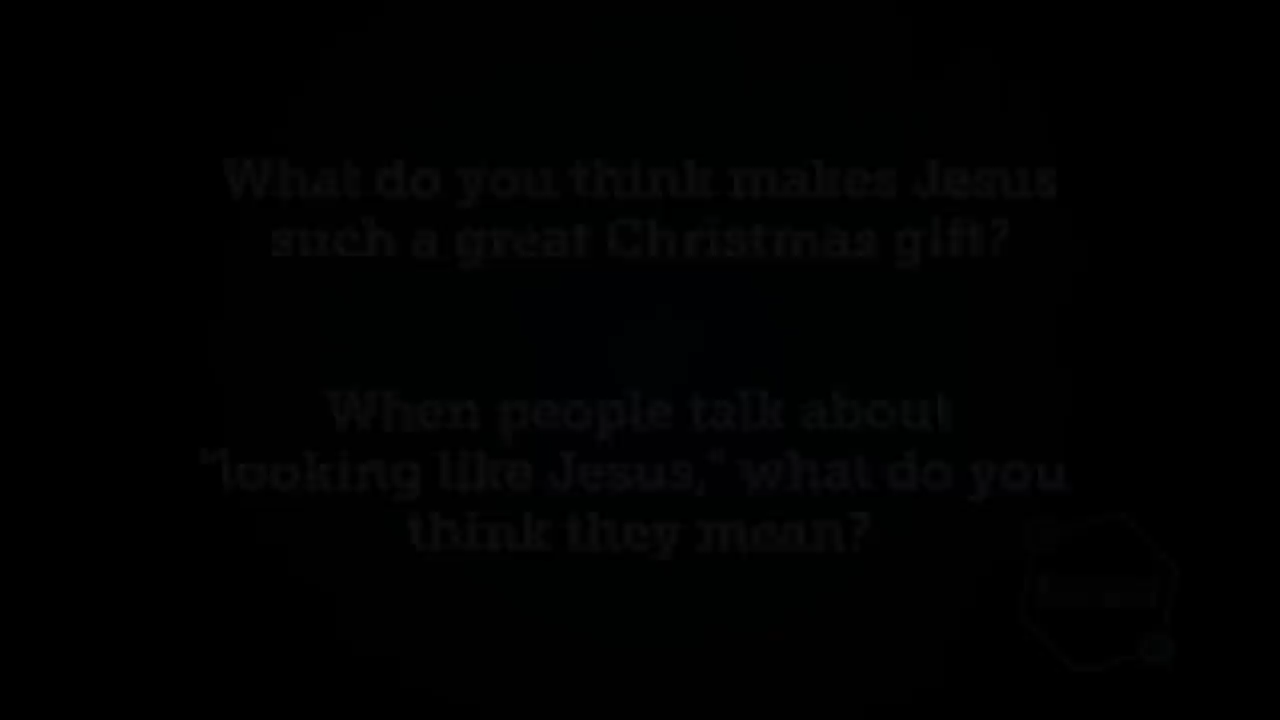 What do you think makes Jesus
such a great Christmas gift?
When people talk about
"looking like Jesus," what do you
think they mean?